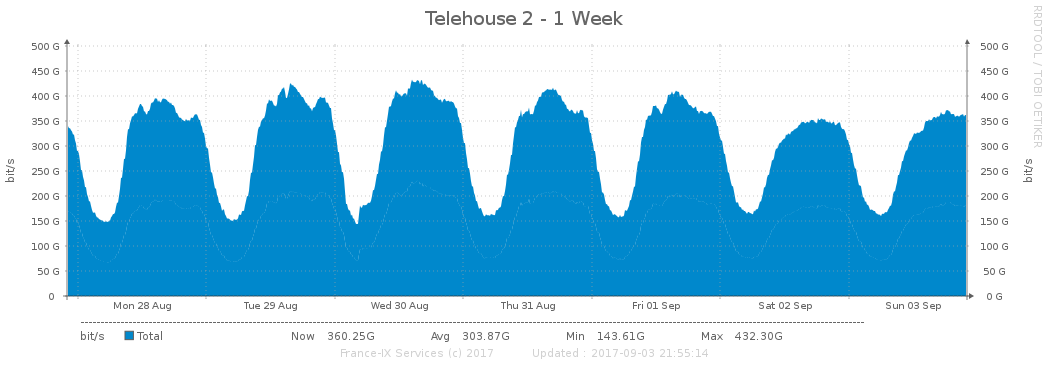 Telehouse 2 - 1 Week
RRDTOOL / TOBI OETIKER
500 G 500 G
450 G 450 G
400 G 400 G
350 G 350 G
300 G 300 G
250 G 250 G
200 G 200 G
150 G 150 G
100 G 100 G
50 G 50 G
0 0 G
bit/s bit/s
Mon 28 Aug Tue 29 Aug Wed 30 Aug Thu 31 Aug Fri 01 Sep Sat 02 Sep Sun 03 Sep
bit/s Total Now 360.25G Avg 303.87G Min 143.61G Max 432.30G
France-IX Services (c) 2017 Updated : 2017-09-03 21:55:14